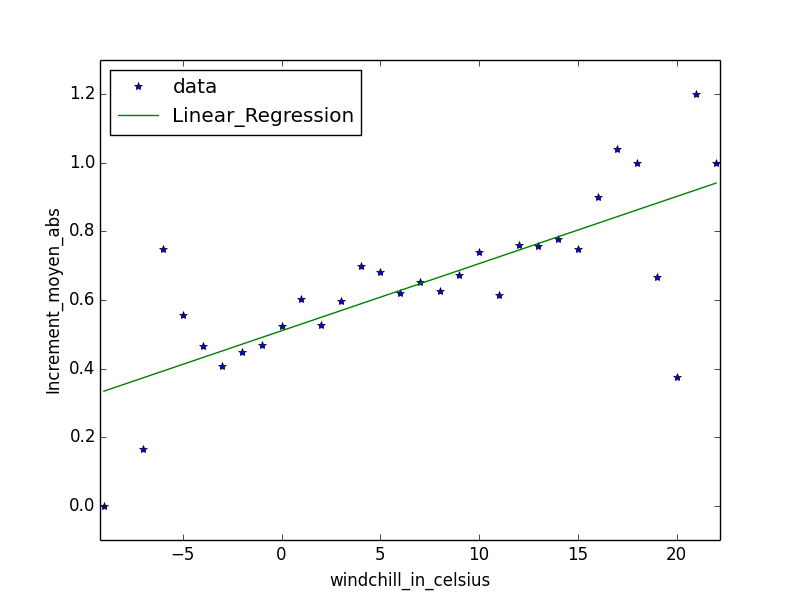 data
Linear_Regression
1.2
1.0
0.8
0.6
0.4
0.2
0.0
Increment_moyen_abs
−5 0 5 10 15 20
windchill_in_celsius